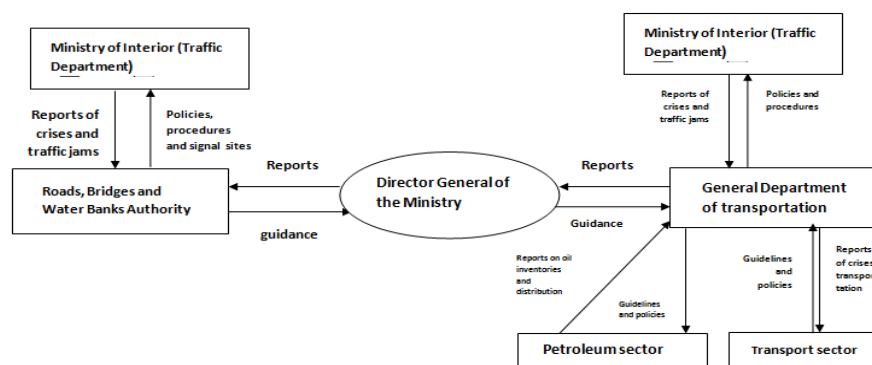 Ministry of Interior (Traffic
Department)
Ministry of Interior (Traffic
Department)
Reports of
crises and
traffic jams
Policies,
procedures
and signal sites
Reports of
crises and
traffic jams
Policies and
procedures
Roads, Bridges and
Water Banks Authority
Reports
guidance
Director General of
the Ministry
Reports
Guidance
General Department
of transportation
Reports on oil
inventories
and
distribution
Guidelines
and policies
Guidelines
and
policies
Reports
of crises
transpor
tation
Petroleum sector
Transport sector